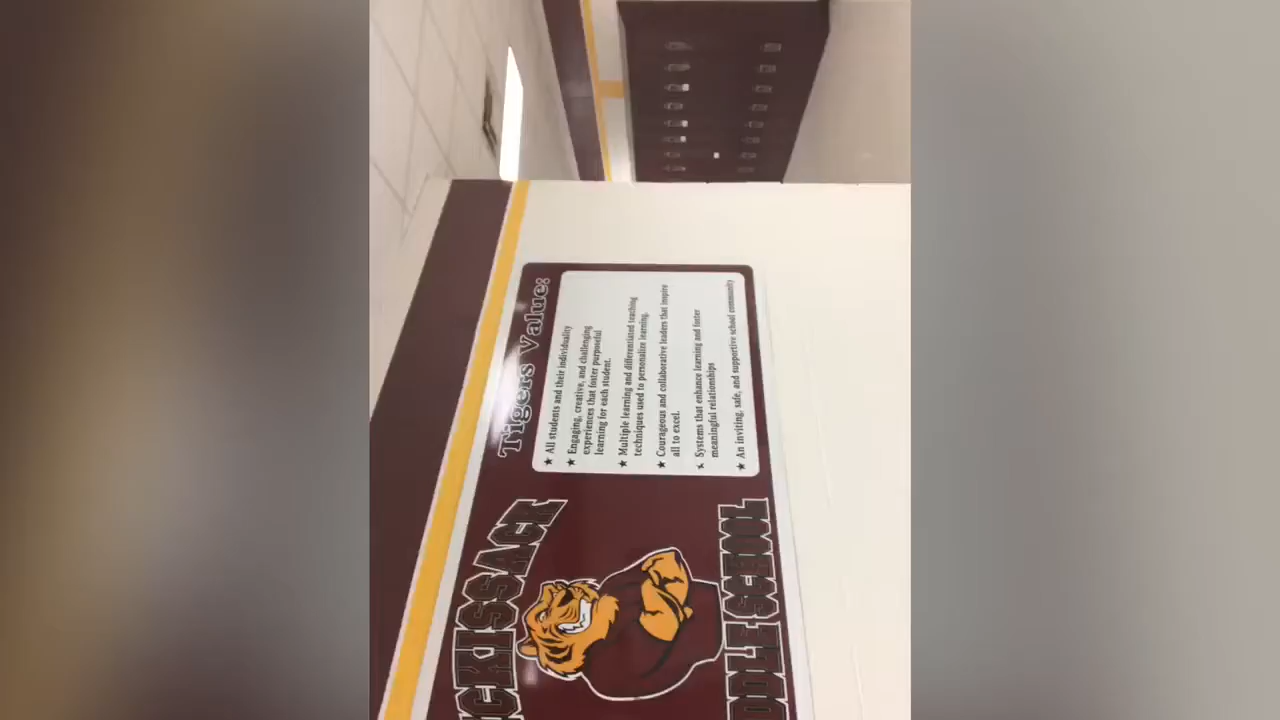 CKISSACK
DDLE SCHOOL
Tigers Value:
★ All students and their individuality
★ Engaging, creative, and challenging
experiences that foster purposeful
learning for each student.
★ Multiple learning and differentiated teaching
techniques used to personalize learning.
★ Courageous and collaborative leaders that inspire
all to excel.
★ Systems that enhance learning and foster
meaningful relationships
★ An inviting, safe, and supportive school community